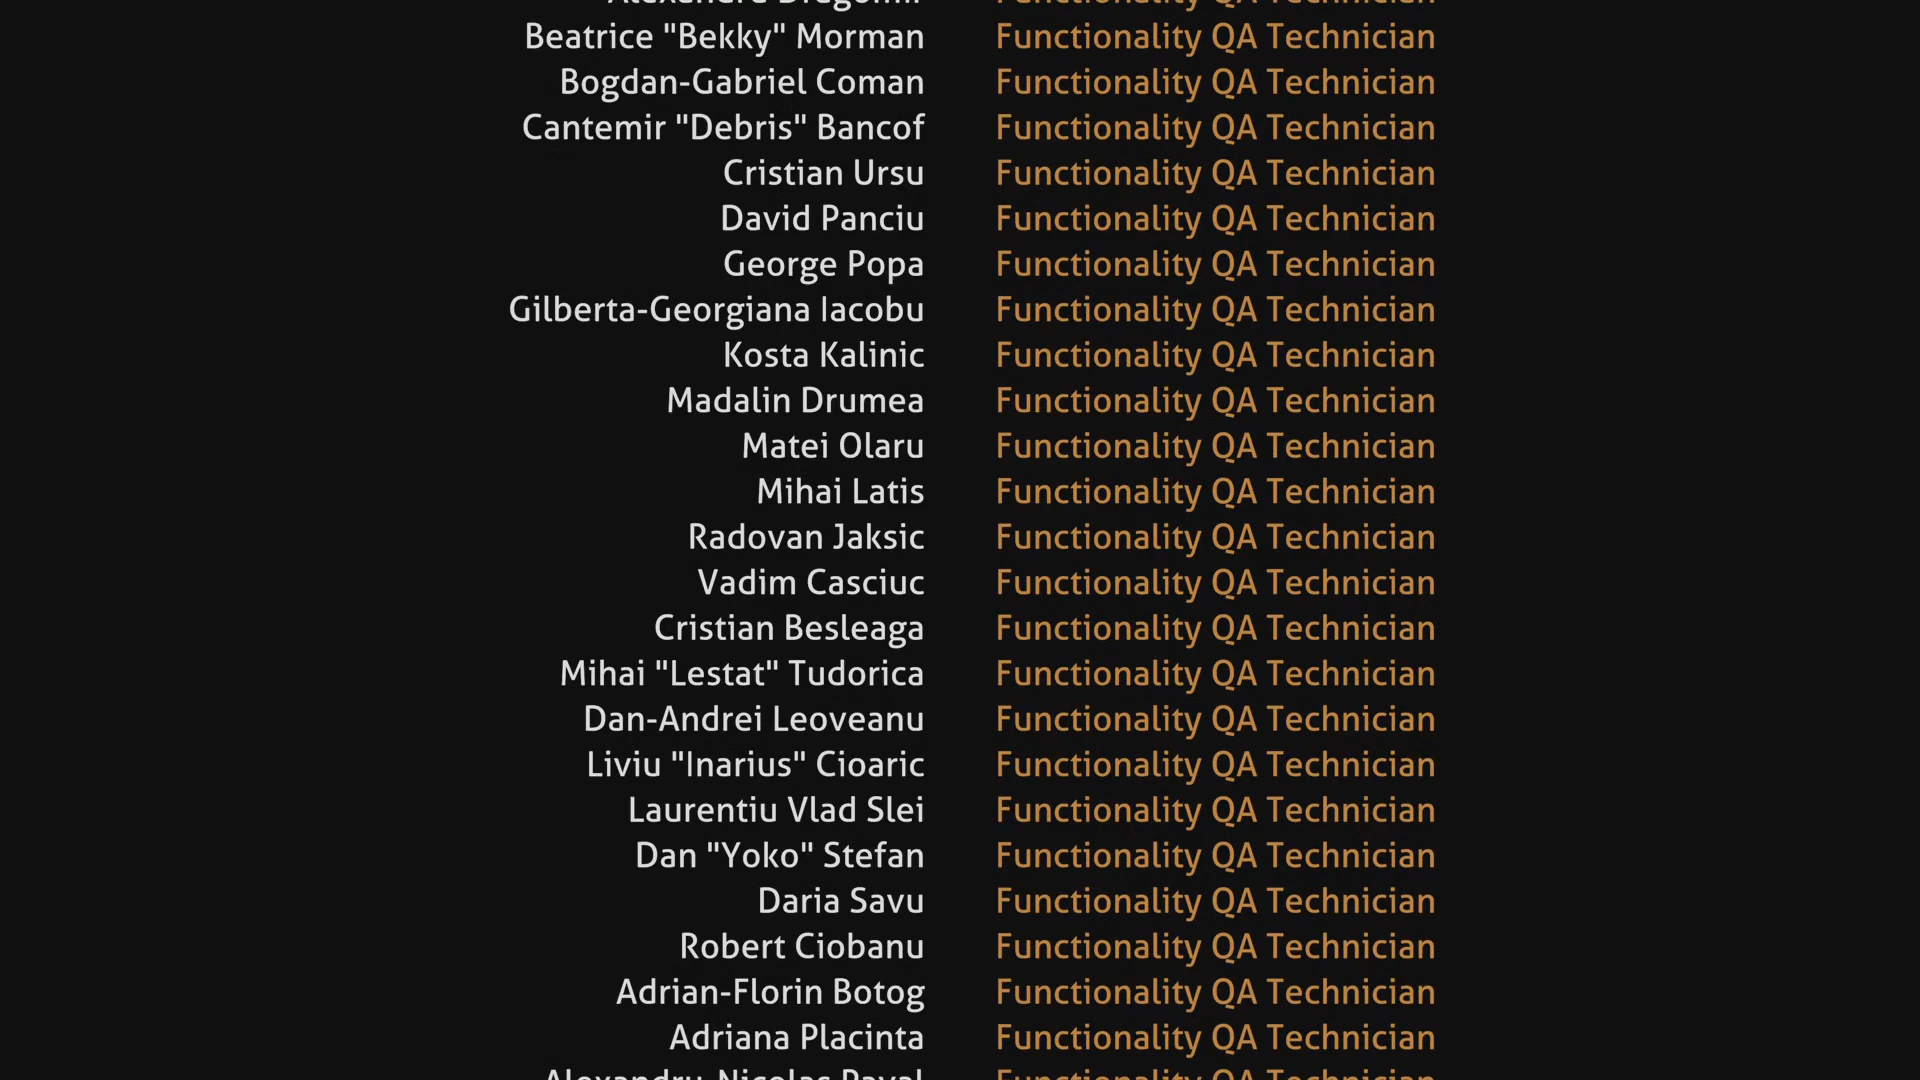 Functionality QA Technician
Beatrice "Bekky" Morman Functionality QA Technician
Bogdan-Gabriel Coman Functionality QA Technician
Cantemir "Debris" Bancof Functionality QA Technician
Cristian Ursu Functionality QA Technician
David Panciu Functionality QA Technician
George Popa Functionality QA Technician
Gilberta-Georgiana Iacobu Functionality QA Technician
Kosta Kalinic Functionality QA Technician
Madalin Drumea Functionality QA Technician
Matei Olaru Functionality QA Technician
Mihai Latis Functionality QA Technician
Radovan Jaksic Functionality QA Technician
Vadim Casciuc Functionality QA Technician
Cristian Besleaga Functionality QA Technician
Mihai "Lestat" Tudorica Functionality QA Technician
Dan-Andrei Leoveanu Functionality QA Technician
Liviu "Inarius" Cioaric Functionality QA Technician
Laurentiu Vlad Slei Functionality QA Technician
Dan "Yoko" Stefan Functionality QA Technician
Daria Savu Functionality QA Technician
Robert Ciobanu Functionality QA Technician
Adrian-Florin Botog Functionality QA Technician
Adriana Placinta Functionality QA Technician
Functionality QA Technician